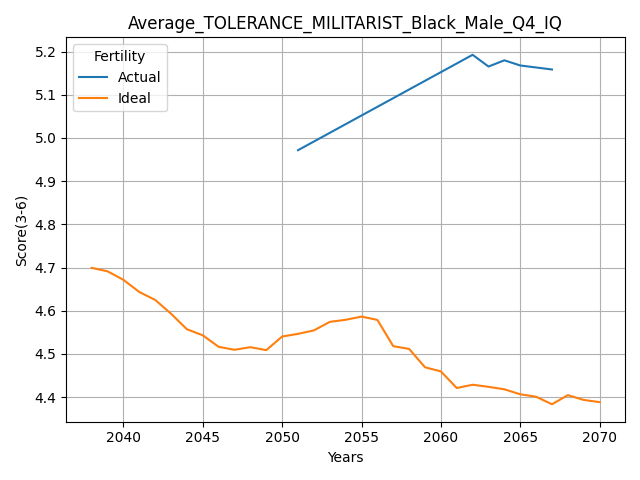 Average_TOLERANCE_MILITARIST_Black_Male_Q4_IQ
Fertility
Actual
Ideal
Score(3-6)
5.2
5.1
5.0
4.9
4.8
4.7
4.6
4.5
4.4
2040 2045 2050 2055 2060 2065 2070
Years